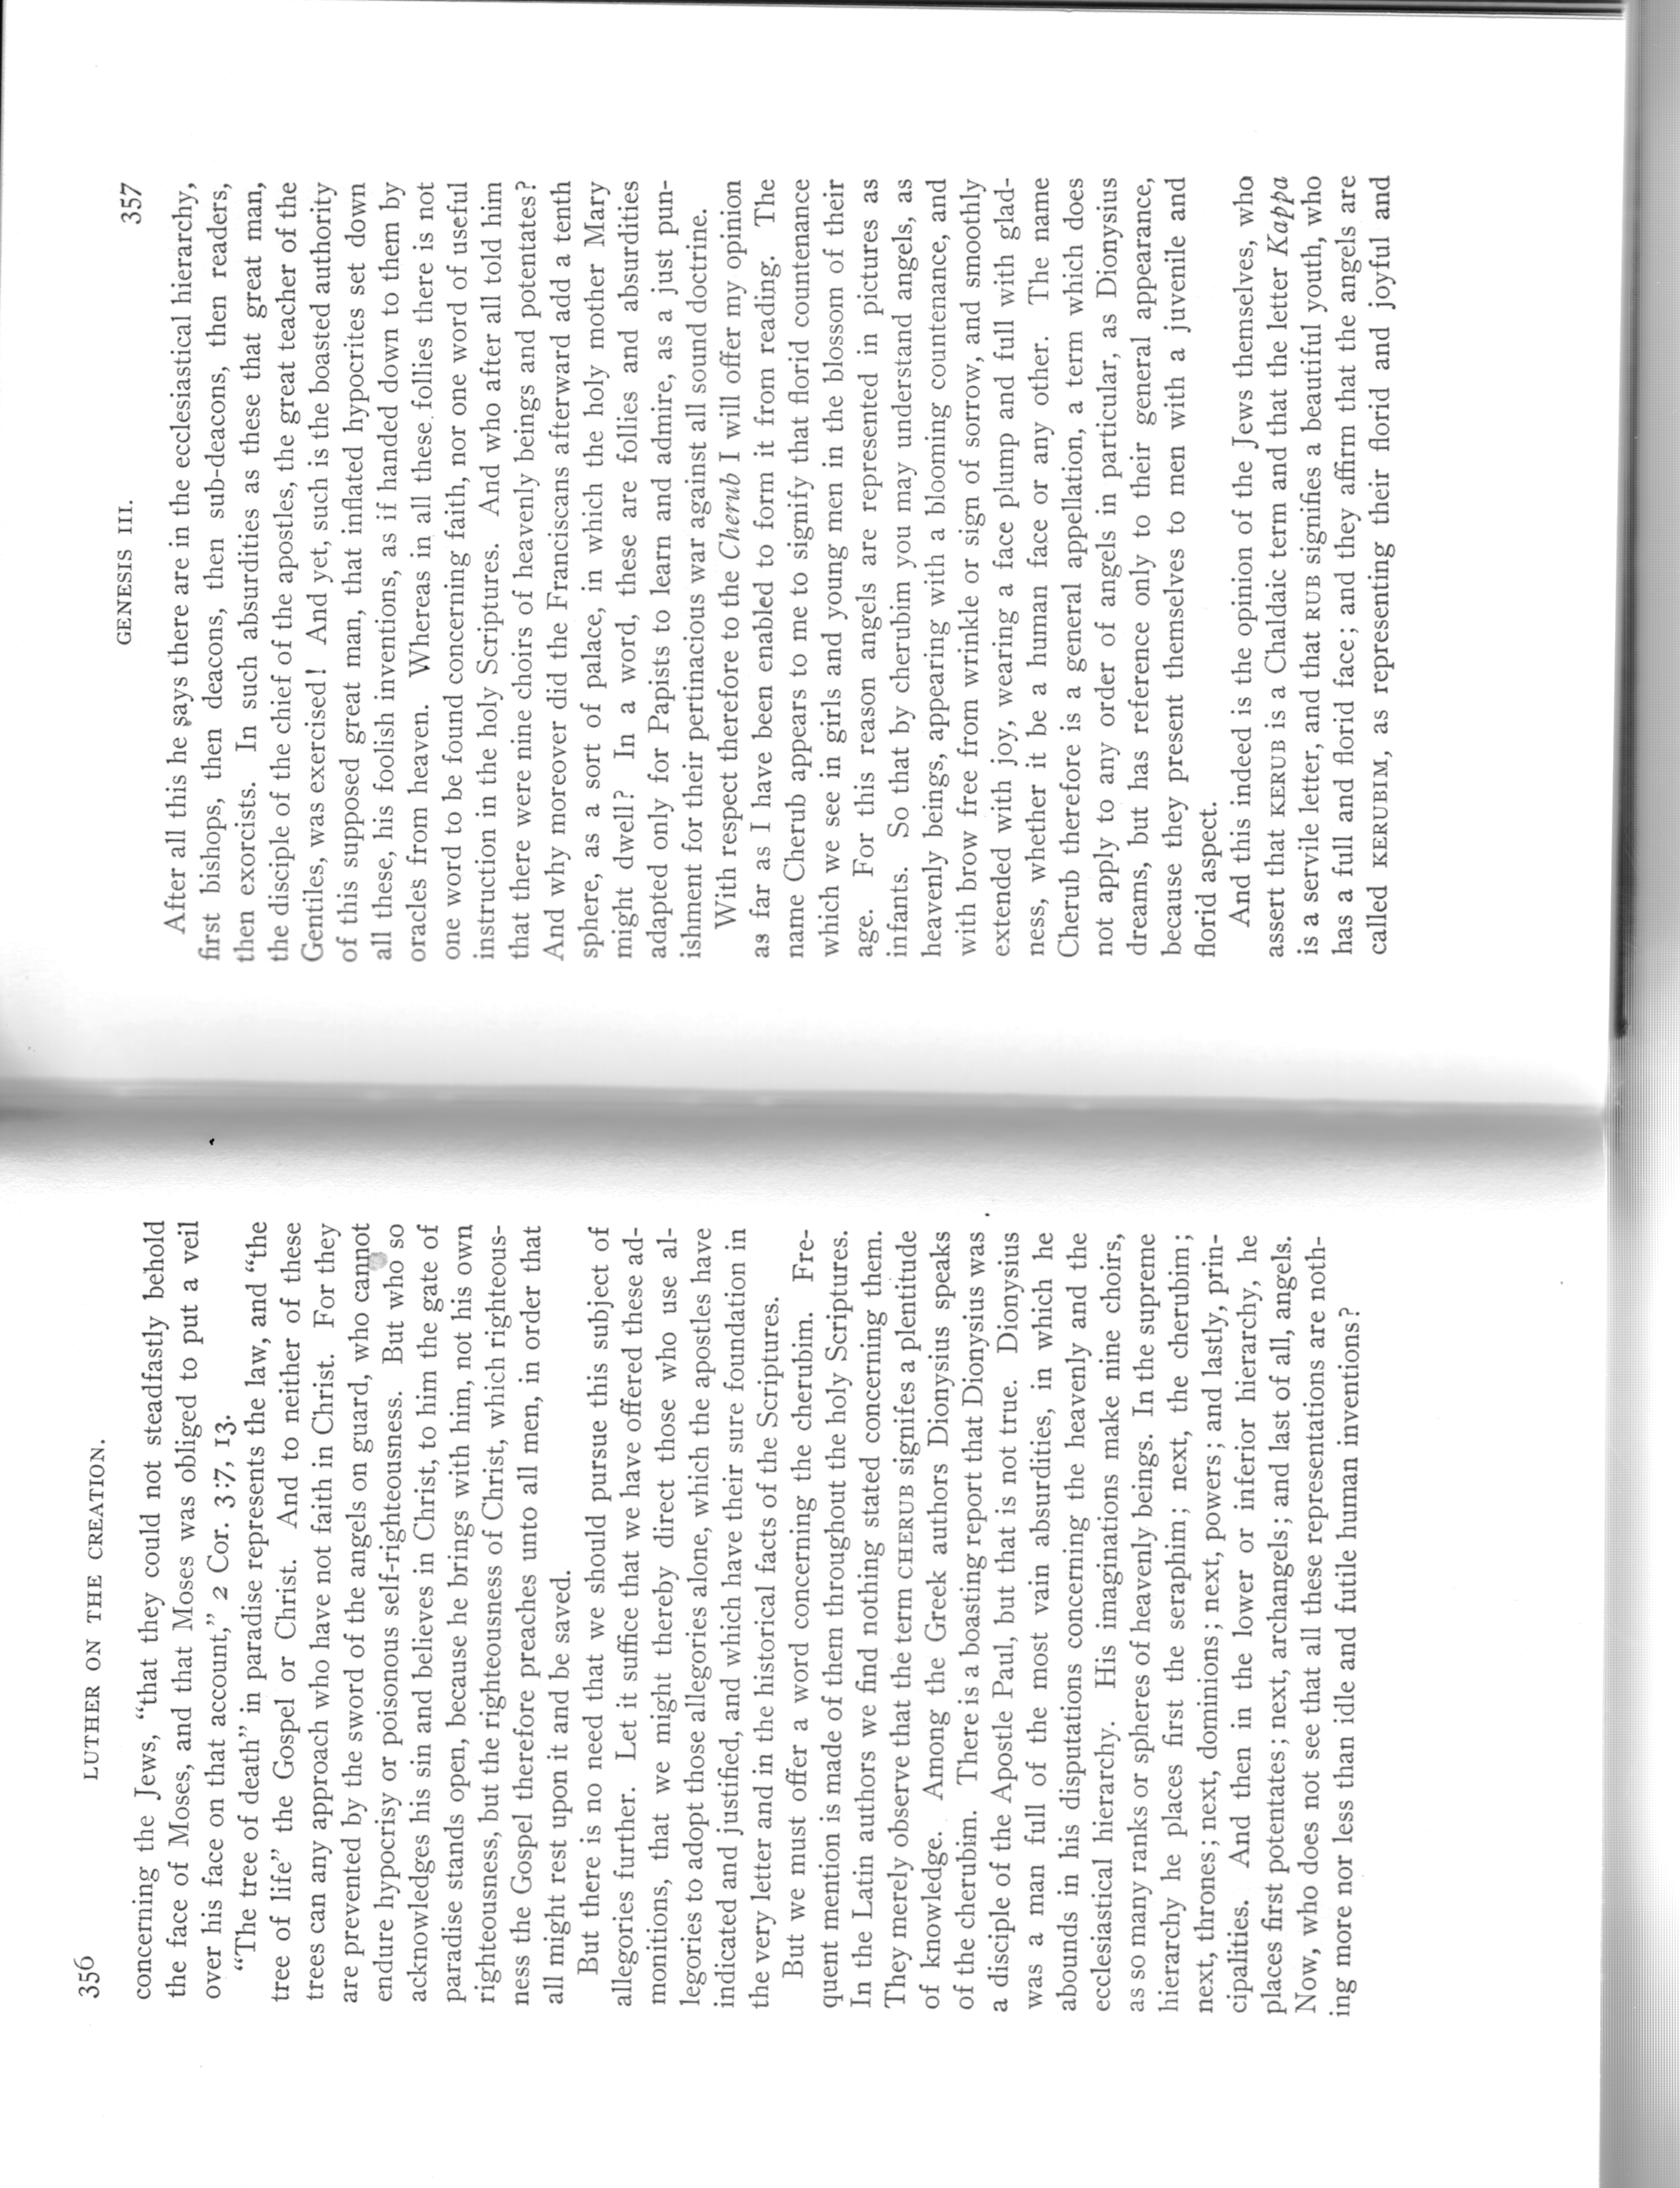 356 LUTHER ON THE CREATION.
concerning the Jews, “that they could not steadfastly behold
the face of Moses, and that Moses was obliged to put a veil
over his face on that account,” 2 Cor. 3:7, 13.
“The tree of death” in paradise represents the law, and “the
tree of life” the Gospel or Christ. And to neither of these
trees can any approach who have not faith in Christ. For they
are prevented by the sword of the angels on guard, who cannot
endure hypocrisy or poisonous self-righteousness. But who so
acknowledges his sin and believes in Christ, to him the gate of
paradise stands open, because he brings with him, not his own
righteousness, but the righteousness of Christ, which righteous-
ness the Gospel therefore preaches unto all men, in order that
all might rest upon it and be saved.
But there is no need that we should pursue this subject of
allegories further. Let it suffice that we have offered these ad-
monitions, that we might thereby direct those who use al-
legories to adopt those allegories alone, which the apostles have
indicated and justified, and which have their sure foundation in
the very letter and in the historical facts of the Scriptures.
But we must offer a word concerning the cherubim. Fre-
quent mention is made of them throughout the holy Scriptures.
In the Latin authors we find nothing stated concerning them.
They merely observe that the term CHERUB signifes a plentitude
of knowledge. Among the Greek authors Dionysius speaks
of the cherubim. There is a boasting report that Dionysius was
a disciple of the Apostle Paul, but that is not true. Dionysius
was a man full of the most vain absurdities, in which he
abounds in his disputations concerning the heavenly and the
ecclesiastical hierarchy. His imaginations make nine choirs,
as so many ranks or spheres of heavenly beings. In the supreme
hierarchy he places first the seraphim; next, the cherubim;
next, thrones; next, dominions; next, powers; and lastly, prin-
cipalities. And then in the lower or inferior hierarchy, he
places first potentates; next, archangels; and last of all, angels.
Now, who does not see that all these representations are noth-
ing more nor less than idle and futile human inventions?
GENESIS III. 357
After all this he says there are in the ecclesiastical hierarchy,
first bishops, then deacons, then sub-deacons, then readers,
then exorcists. In such absurdities as these that great man,
the disciple of the chief of the apostles, the great teacher of the
Gentiles, was exercised! And yet, such is the boasted authority
of this supposed great man, that inflated hypocrites set down
all these, his foolish inventions, as if handed down to them by
oracles from heaven. Whereas in all these follies there is not
one word to be found concerning faith, nor one word of useful
instruction in the holy Scriptures. And who after all told him
that there were nine choirs of heavenly beings and potentates?
And why moreover did the Franciscans afterward add a tenth
sphere, as a sort of palace, in which the holy mother Mary
might dwell? In a word, these are follies and absurdities
adapted only for Papists to learn and admire, as a just pun-
ishment for their pertinacious war against all sound doctrine.
With respect therefore to the Cherub I will offer my opinion
as far as I have been enabled to form it from reading. The
name Cherub appears to me to signify that florid countenance
which we see in girls and young men in the blossom of their
age. For this reason angels are represented in pictures as
infants. So that by cherubim you may understand angels, as
heavenly beings, appearing with a blooming countenance, and
with brow free from wrinkle or sign of sorrow, and smoothly
extended with joy, wearing a face plump and full with glad-
ness, whether it be a human face or any other. The name
Cherub therefore is a general appellation, a term which does
not apply to any order of angels in particular, as Dionysius
dreams, but has reference only to their general appearance,
because they present themselves to men with a juvenile and
florid aspect.
And this indeed is the opinion of the Jews themselves, who
assert that KERUB is a Chaldaic term and that the letter Kappa
is a servile letter, and that RUB signifies a beautiful youth, who
has a full and florid face; and they affirm that the angels are
called KERUBIM, as representing their florid and joyful and